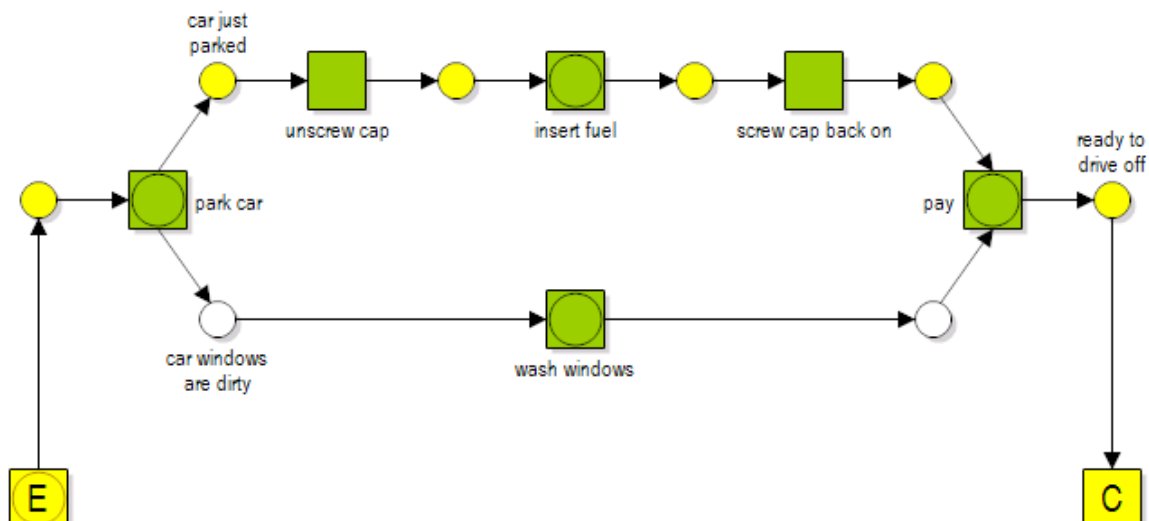 car just
parked
unscrew cap
insert fuel
screw cap back on
ready to
drive off
park car
pay
car windows
are dirty
wash windows
E
C